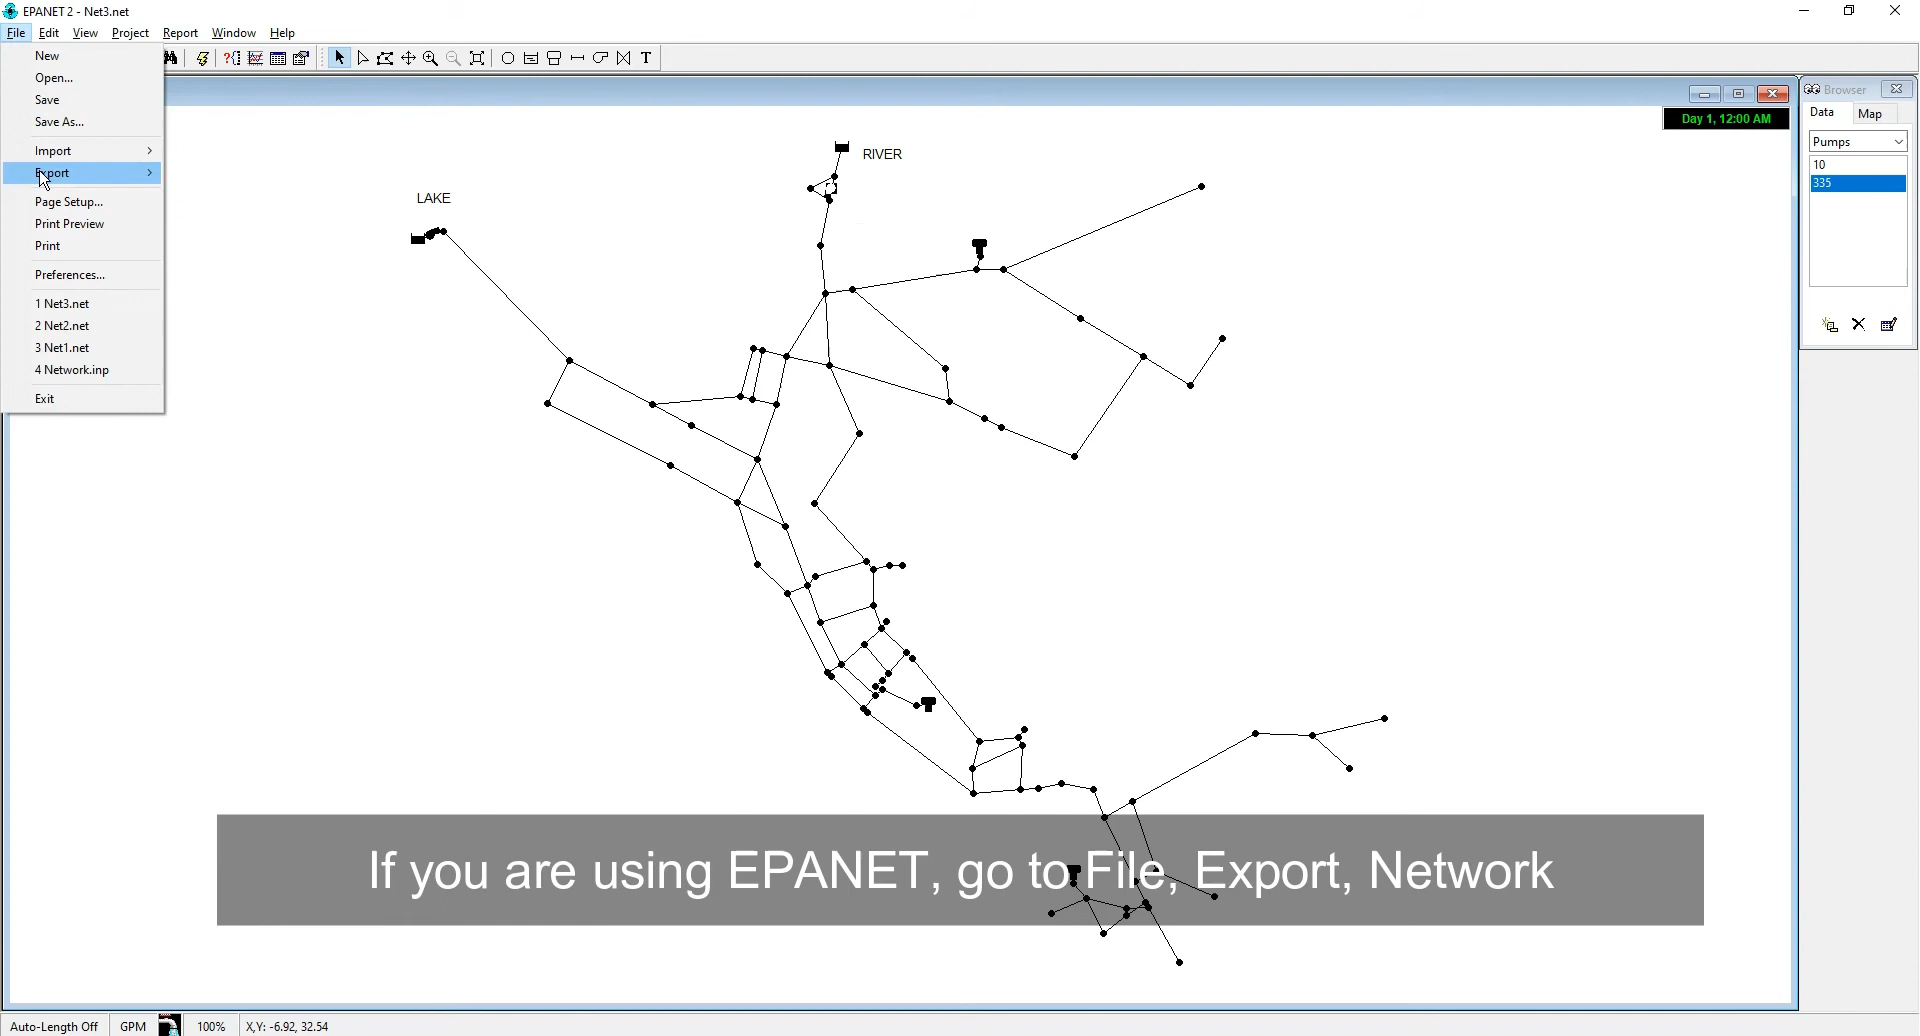 EPANET 2 - Net3.net
File Edit View Project Report Window Help
New
Open...
Save
Save As...
Import
Export
Page Setup...
Print Preview
Print
Preferences...
1 Net3.net
2 Net2.net
3 Net1.net
4 Network.inp
Exit
T
Day 1, 12:00 AM
RIVER
LAKE
Browser
Data Map
Pumps
10
335
If you are using EPANET, go to File, Export, Network
Auto-Length Off GPM 100% X,Y: -6.92, 32.54